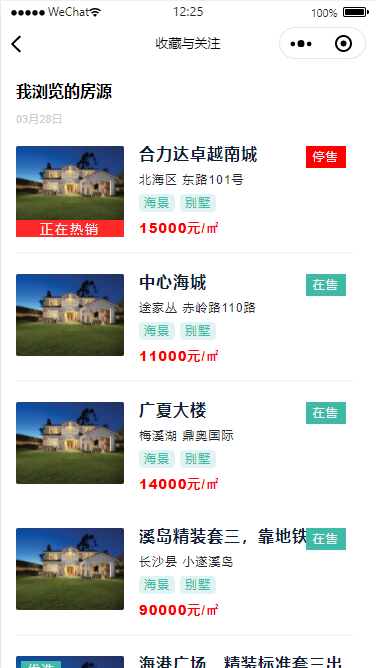 WeChat 12:25 100%
收藏与关注
我浏览的房源
03月28日
合力达卓越南城 停售
北海区 东路101号
海景 别墅
正在热销 15000元/㎡
中心海城 在售
途家丛 赤岭路110路
海景 别墅
11000元/㎡
广夏大楼 在售
梅溪湖 鼎奥国际
海景 别墅
14000元/㎡
溪岛精装套三，靠地铁 在售
长沙县 小遂溪岛
海景 别墅
90000元/㎡
海港广场，精装标准套三出
优选